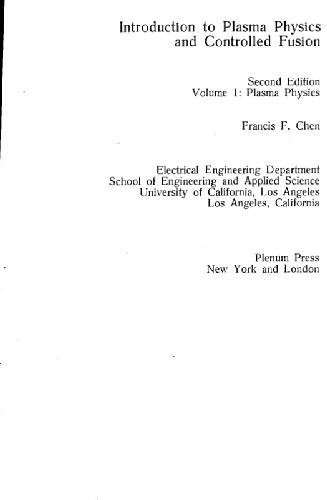 Introduction to Plasma Physics
and Controlled Fusion
Second Edition
Volume 1: Plasma Physics
Francis F. Chen
Electrical Engineering Department
School of Engineering and Applied Science
University of California, Los Angeles
Los Angeles, California
Plenum Press
New York and London